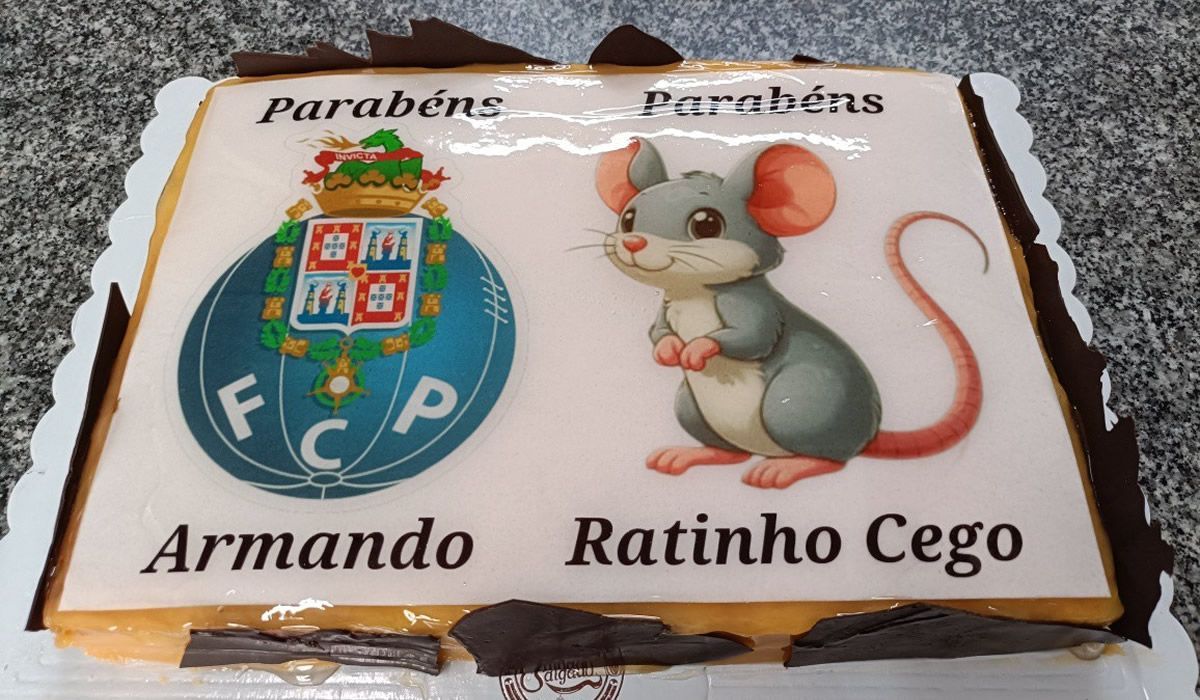 Parabéns
Parabéns
INVICTA
F
C
P
Armando
Ratinho Cego